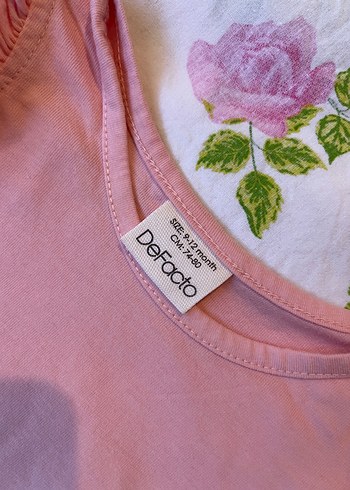 SIZE: 9-12 month
CM: 74-80
DeFacto